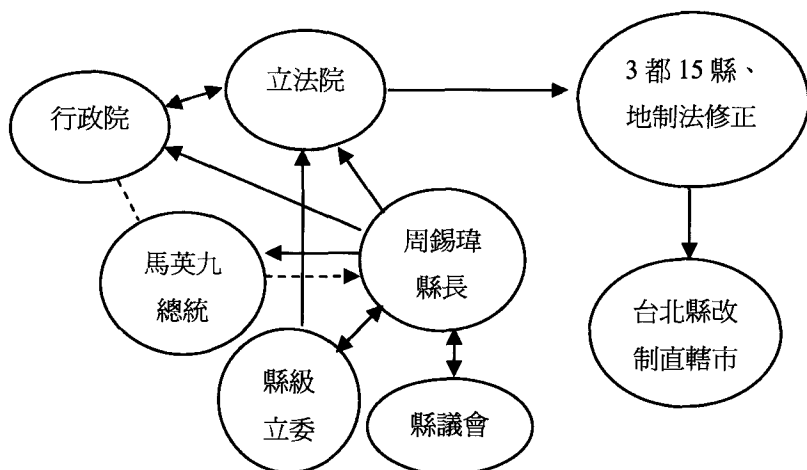 立法院
3 都 15 縣、
地制法修正
行政院
周錫瑋
縣長
馬英九
總統
台北縣改
制直轄市
縣級
立委
縣議會